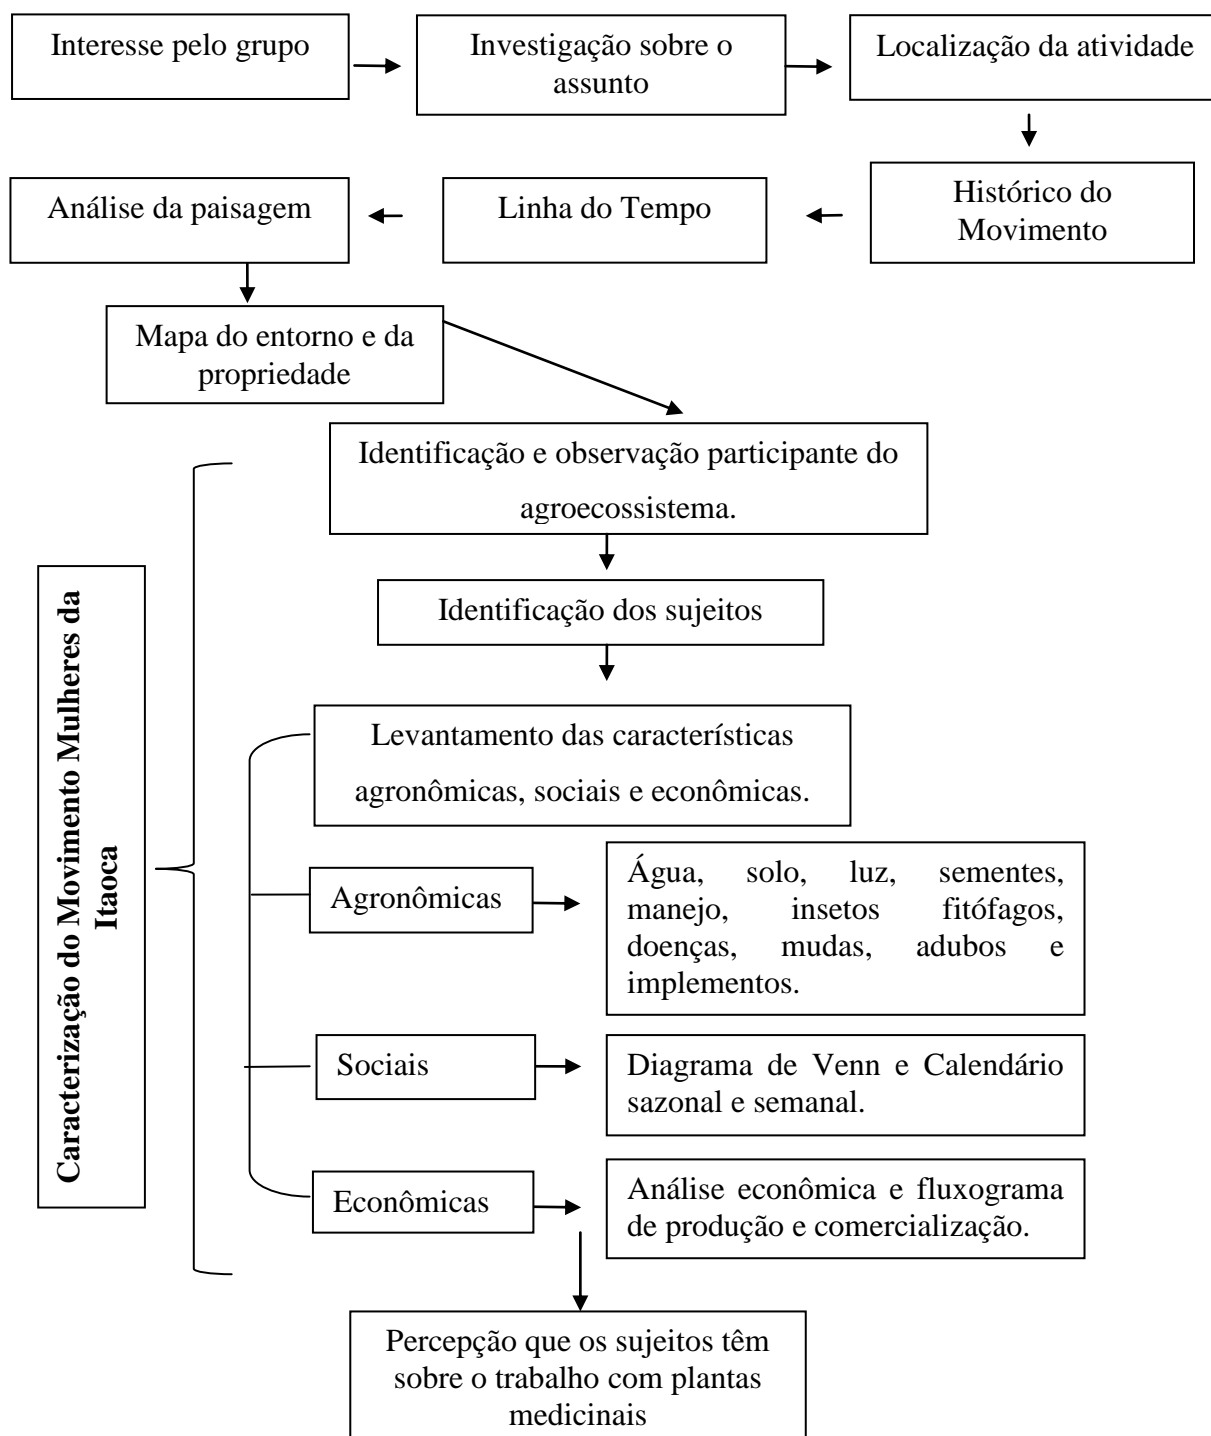 Interesse pelo grupo
Investigação sobre o
assunto
Localização da atividade
Histórico do
Movimento
Linha do Tempo
Análise da paisagem
Mapa do entorno e da
propriedade
Identificação e observação participante do
agroecossistema.
Identificação dos sujeitos
Caracterização do Movimento Mulheres da
Itaoca
Levantamento das características
agronômicas, sociais e econômicas.
Agronômicas
Água, solo, luz, sementes,
manejo, insetos fitófagos,
doenças, mudas, adubos e
implementos.
Sociais
Diagrama de Venn e Calendário
sazonal e semanal.
Econômicas
Análise econômica e fluxograma
de produção e comercialização.
Percepção que os sujeitos têm
sobre o trabalho com plantas
medicinais